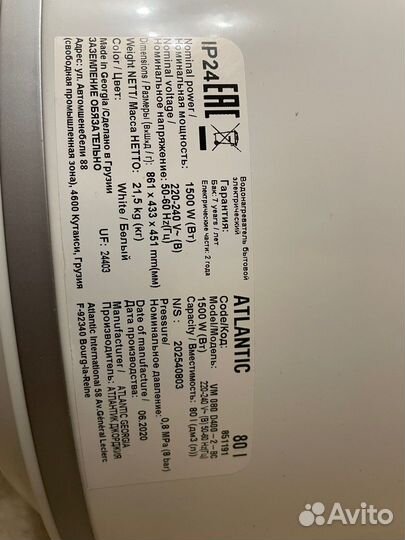 ATLANTIC 80 l
Code/Код: 851191
Model/Модель: VM 080 D400-2-BC
220-240 V~ (В) 50-60 Hz(Гц)
1500 W (Вт)
Capacity / Вместимость: 80 l (дм³ л)
N/S: 202540803
Pressure/
Номинальное давление: 0,8 MPa (8 bar)
Date of manufacture /
Дата производства: 06.2020
Manufacturer / ATLANTIC GEORGIA
Производитель: АТЛАНТИК ДЖОРДЖИЯ
Atlantic International 58 Av.Général Leclerc
F-92340 Bourg-la-Reine
Водонагреватель бытовой
электрический
Гарантия:
Бак: 7 years / лет
Электрические части: 2 года
IP24 EAC
Nominal power /
Номинальная мощность: 1500 W (Вт)
Nominal voltage / 220-240 V~ (В)
Номинальное напряжение: 50-60 Hz(Гц)
Dimensions / Размеры (в\ш\д / г): 861 x 433 x 451 mm(мм)
Weight NETT/ Масса НЕТТО: 21,5 kg (кг)
Color / Цвет: White / Белый
Made in Georgia /Сделано в Грузии
ЗАЗЕМЛЕНИЕ ОБЯЗАТЕЛЬНО UF: 24403
Адрес: ул. Автомшенебели 88
(свободная промышленная зона), 4600 Кутаиси, Грузия
Avito